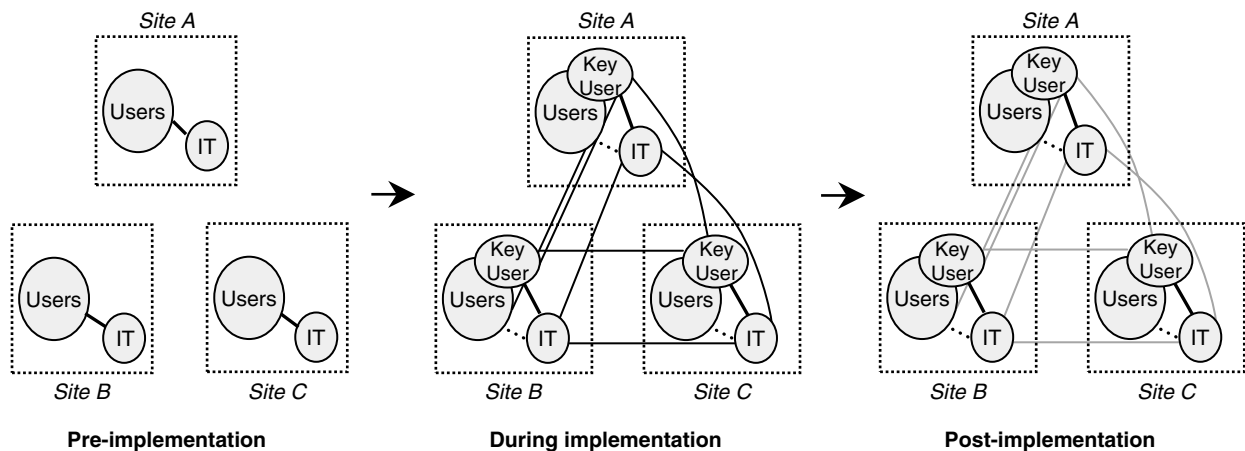 Site A
Users
IT
Site B
Users
IT
Site C
Users
IT
Pre-implementation
Site A
Key
User
Users
IT
Site B
Key
User
Users
IT
Site C
Key
User
Users
IT
During implementation
Site A
Key
User
Users
IT
Site B
Key
User
Users
IT
Site C
Key
User
Users
IT
Post-implementation